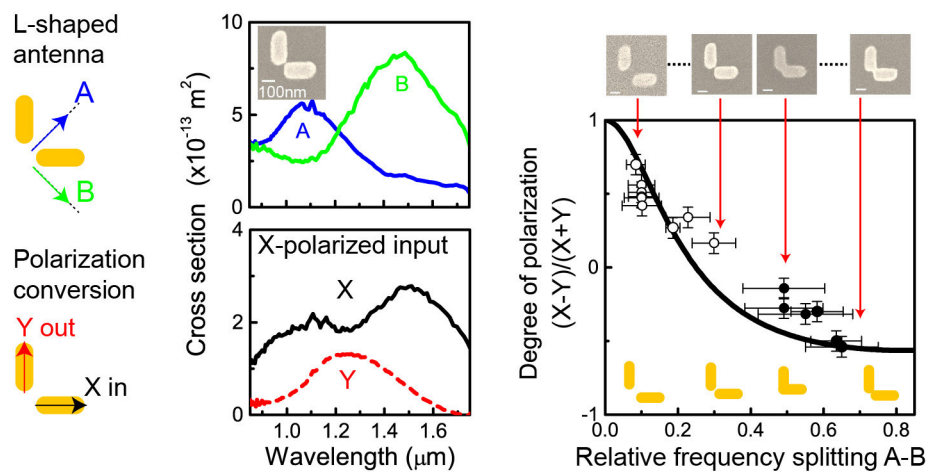 L-shaped
antenna
A
B
Polarization
conversion
Y out
X in
Cross section (x10⁻¹³ m²)
10
5
0
100nm
A
B
4
2
0
X-polarized input
X
Y
1.0 1.2 1.4 1.6
Wavelength (μm)
Degree of polarization
(X-Y)/(X+Y)
1
0
-1
0.0 0.2 0.4 0.6 0.8
Relative frequency splitting A-B